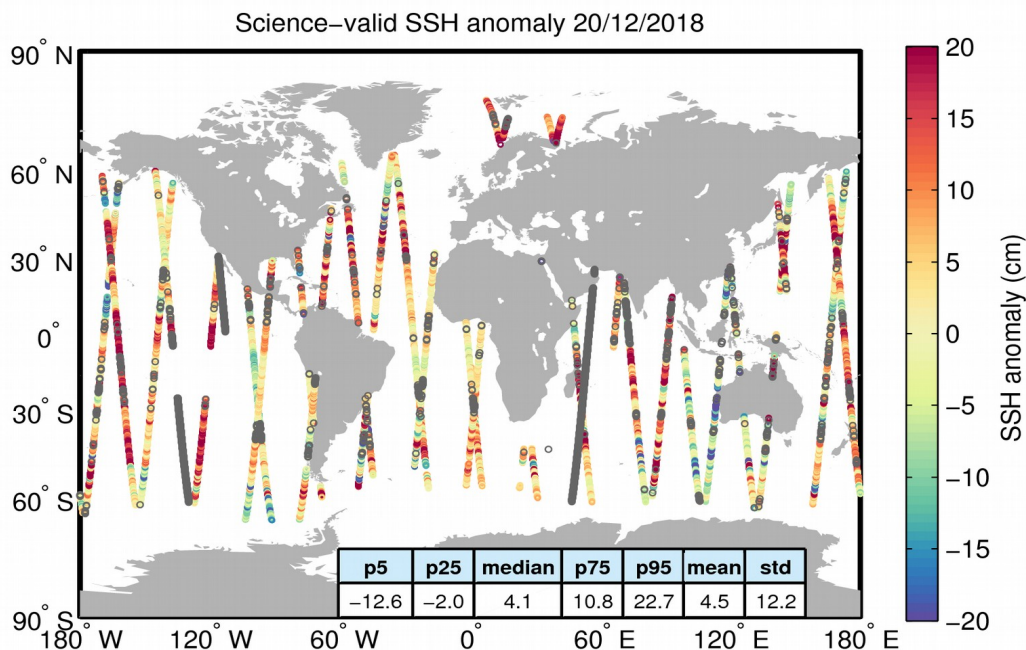 Science−valid SSH anomaly 20/12/2018
90° N
60° N
30° N
0°
30° S
60° S
90° S
180° W
120° W
60° W
0°
60° E
120° E
180° E
p5 p25 median p75 p95 mean std
−12.6 −2.0 4.1 10.8 22.7 4.5 12.2
20
15
10
5
0
−5
−10
−15
−20
SSH anomaly (cm)